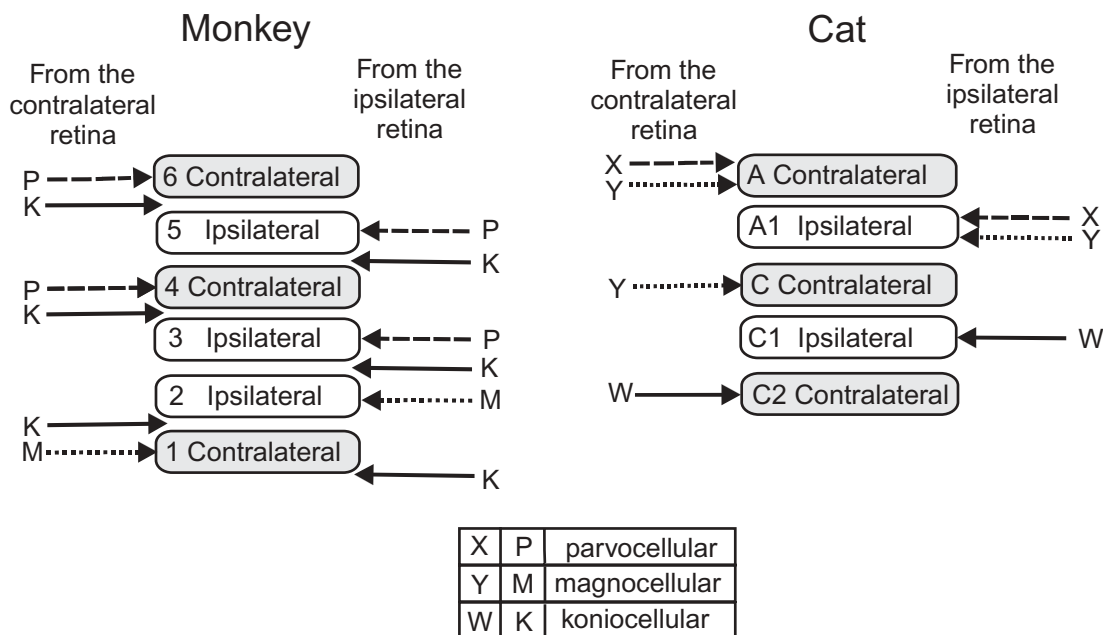 Monkey
From the
contralateral
retina
From the
ipsilateral
retina
P
6 Contralateral
K
5 Ipsilateral
P
K
P
4 Contralateral
K
3 Ipsilateral
P
K
2 Ipsilateral
M
K
M
1 Contralateral
K
Cat
From the
contralateral
retina
From the
ipsilateral
retina
X
Y
A Contralateral
A1 Ipsilateral
X
Y
Y
C Contralateral
C1 Ipsilateral
W
W
C2 Contralateral
X P parvocellular
Y M magnocellular
W K koniocellular